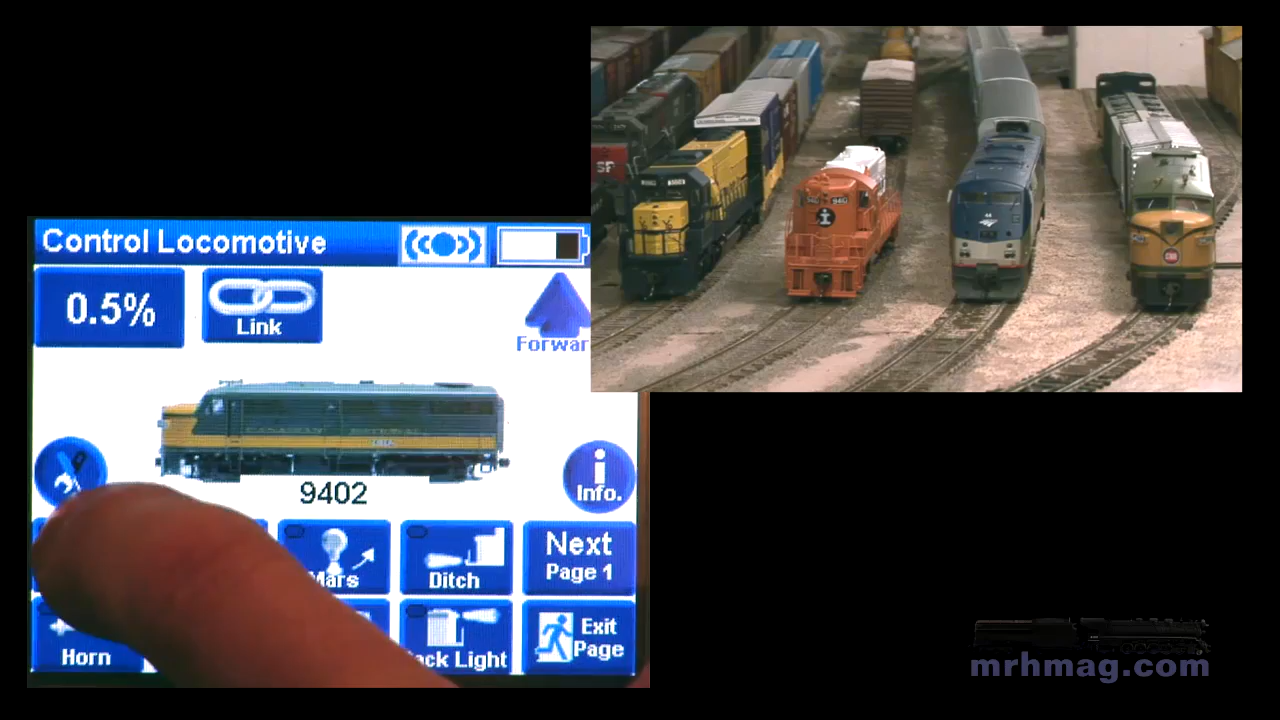 Control Locomotive
0.5%
Link
Forwar
9402
Info.
Mars
Ditch
Next
Page 1
Horn
ack Light
Exit
Page
SP
mrhmag.com